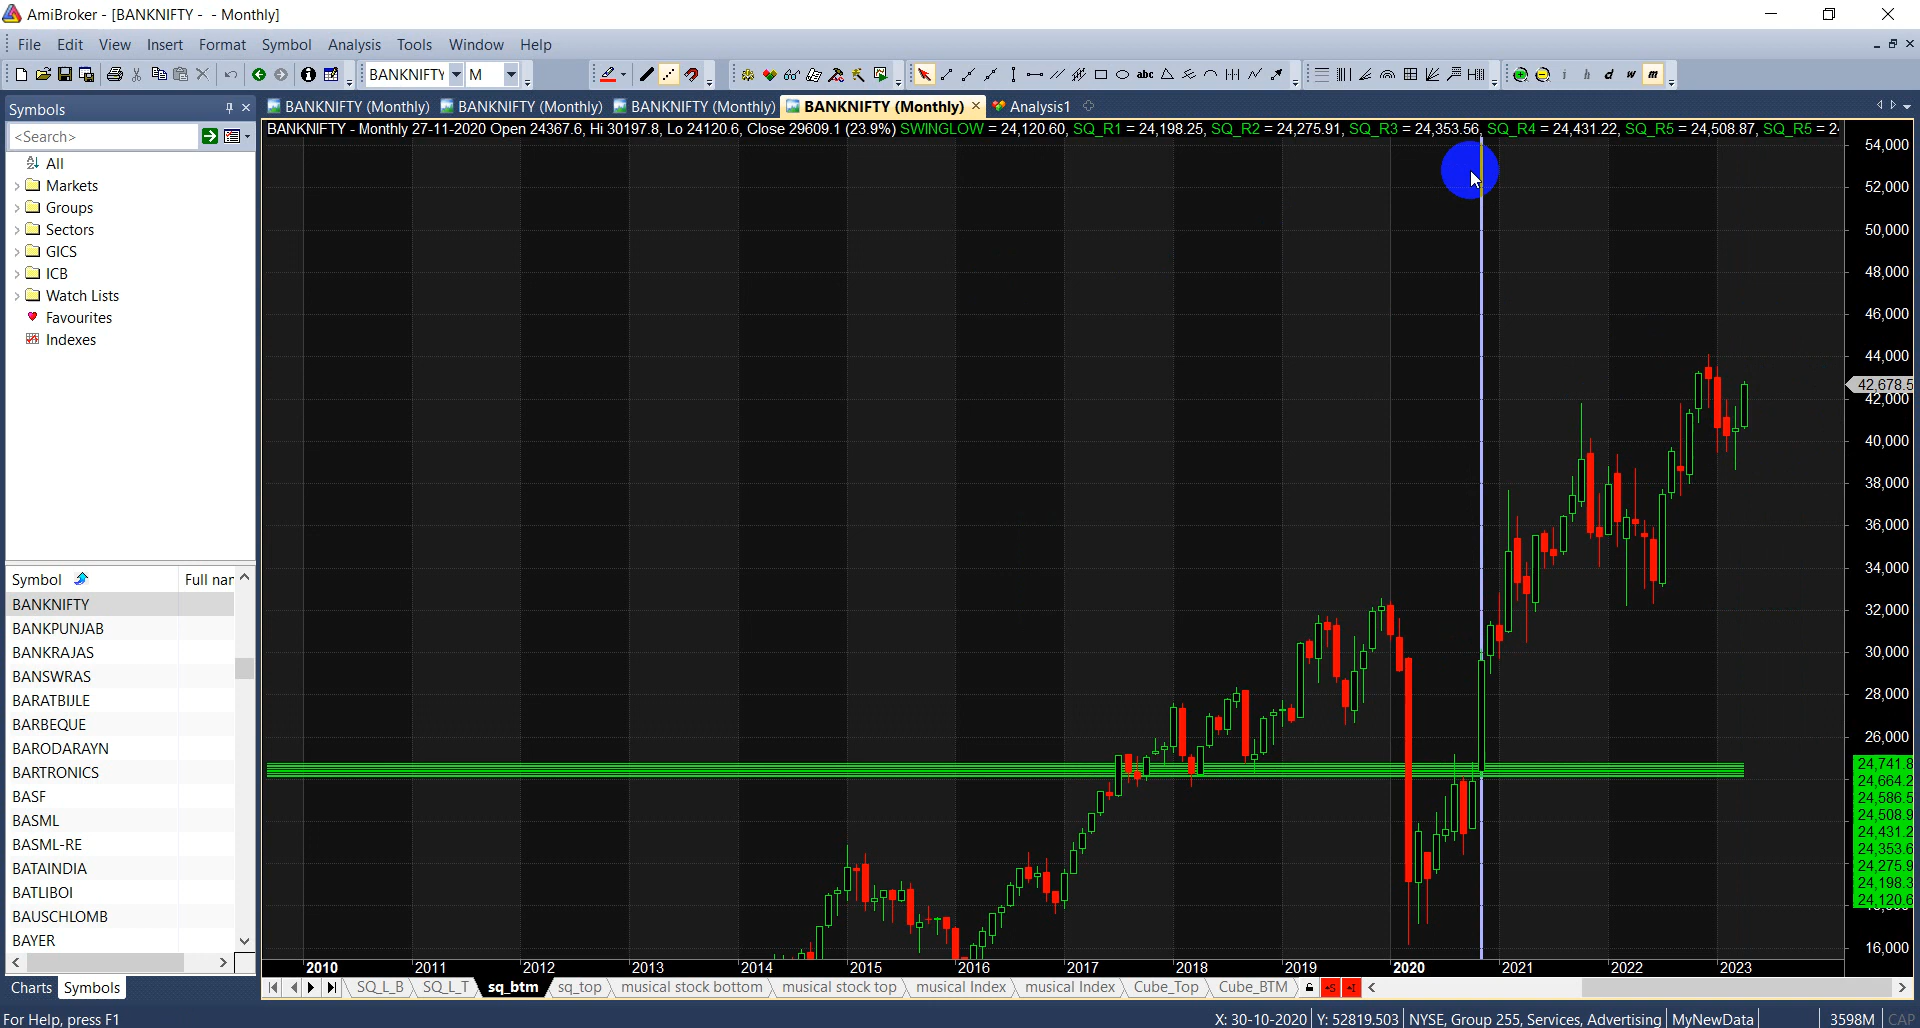 AmiBroker - [BANKNIFTY - - Monthly]
File Edit View Insert Format Symbol Analysis Tools Window Help
BANKNIFTY M abc i h d w m
Symbols
<Search>
All
Markets
Groups
Sectors
GICS
ICB
Watch Lists
Favourites
Indexes
Symbol Full nar
BANKNIFTY
BANKPUNJAB
BANKRAJAS
BANSWRAS
BARATBIJLE
BARBEQUE
BARODARAYN
BARTRONICS
BASF
BASML
BASML-RE
BATAINDIA
BATLIBOI
BAUSCHLOMB
BAYER
Charts Symbols
BANKNIFTY (Monthly) BANKNIFTY (Monthly) BANKNIFTY (Monthly) BANKNIFTY (Monthly) Analysis1
BANKNIFTY - Monthly 27-11-2020 Open 24367.6, Hi 30197.8, Lo 24120.6, Close 29609.1 (23.9%) SWINGLOW = 24,120.60, SQ_R1 = 24,198.25, SQ_R2 = 24,275.91, SQ_R3 = 24,353.56, SQ_R4 = 24,431.22, SQ_R5 = 24,508.87, SQ_R5 = 2
54,000
52,000
50,000
48,000
46,000
44,000
42,678.5
42,000
40,000
38,000
36,000
34,000
32,000
30,000
28,000
26,000
24,741.8
24,664.2
24,586.5
24,508.9
24,431.2
24,353.6
24,275.9
24,198.3
24,120.6
16,000
2010 2011 2012 2013 2014 2015 2016 2017 2018 2019 2020 2021 2022 2023
SQ_L_B SQ_L_T sq_btm sq_top musical stock bottom musical stock top musical Index musical Index Cube_Top Cube_BTM
For Help, press F1
X: 30-10-2020 Y: 52819.503 NYSE, Group 255, Services, Advertising MyNewData 3598M CAP